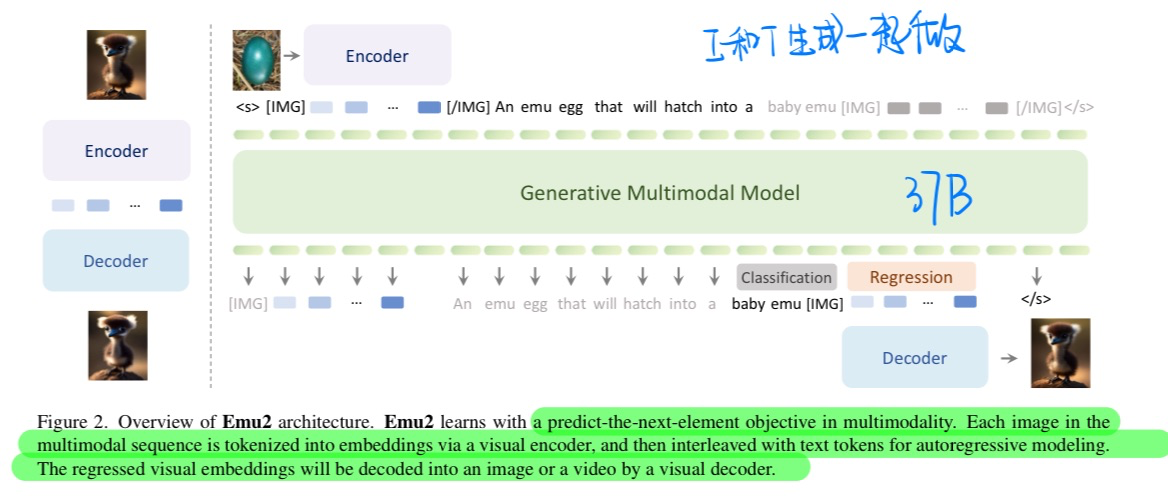 I和T生成一起做
Encoder
<s> [IMG] ... [/IMG] An emu egg that will hatch into a baby emu [IMG] ... [/IMG] </s>
Encoder
Generative Multimodal Model
37B
...
Decoder
Classification
Regression
[IMG] ... An emu egg that will hatch into a baby emu [IMG] ... </s>
Decoder
Figure 2. Overview of Emu2 architecture. Emu2 learns with a predict-the-next-element objective in multimodality. Each image in the
multimodal sequence is tokenized into embeddings via a visual encoder, and then interleaved with text tokens for autoregressive modeling.
The regressed visual embeddings will be decoded into an image or a video by a visual decoder.